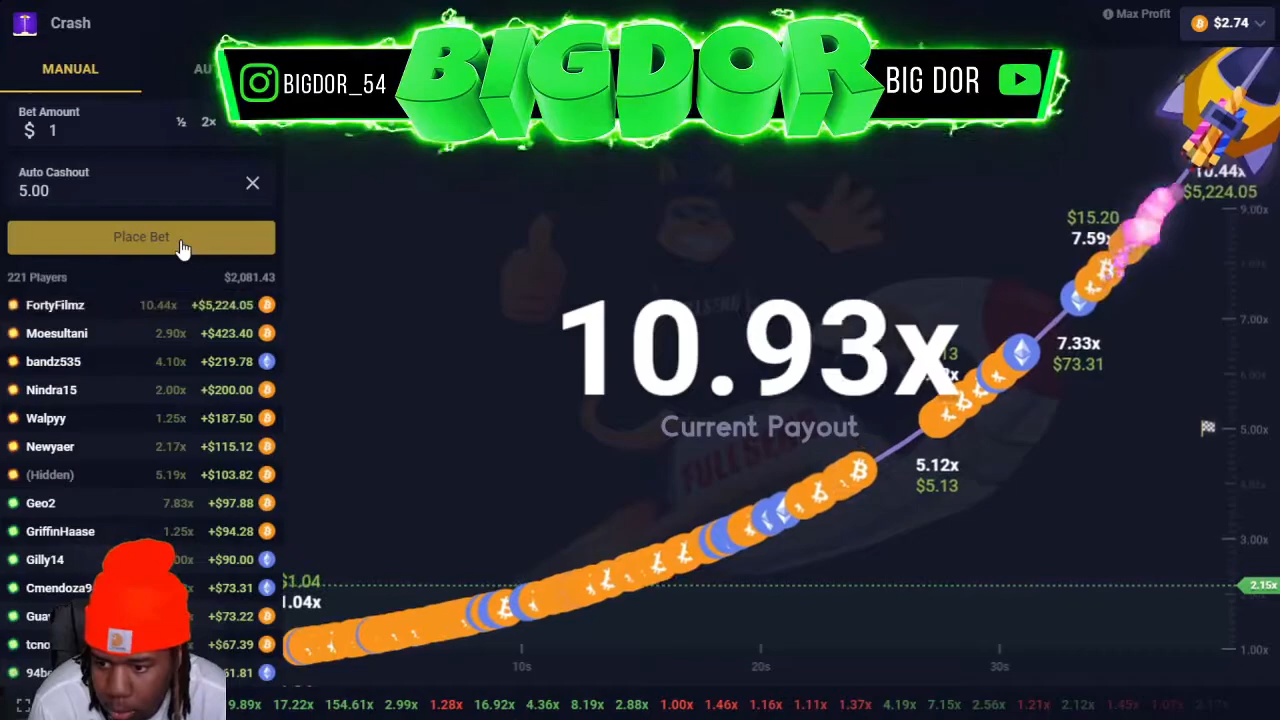 Crash
Max Profit
$2.74
MANUAL
AU
BIGDOR_54
BIGDOR
BIG DOR
Bet Amount
$ 1
½ 2x
Auto Cashout
5.00
Place Bet
221 Players $2,081.43
FortyFilmz 10.44x +$5,224.05
Moesultani 2.90x +$423.40
bandz535 4.10x +$219.78
Nindra15 2.00x +$200.00
Walpyy 1.25x +$187.50
Newyaer 2.17x +$115.12
(Hidden) 5.19x +$103.82
Geo2 7.83x +$97.88
GriffinHaase 1.25x +$94.28
Gilly14 +$90.00
Cmendoza9 +$73.31
+$73.22
+$67.39
61.81
10.93x
Current Payout
10.44x
$5,224.05
$15.20
7.59x
7.33x
$73.31
5.12x
$5.13
$1.04
1.04x
9.00x
7.00x
5.00x
3.00x
2.15x
1.00x
10s 20s 30s
9.89x 17.22x 154.61x 2.99x 1.28x 16.92x 4.36x 8.19x 2.88x 1.00x 1.46x 1.16x 1.11x 1.37x 4.19x 7.15x 2.56x 1.21x 2.12x 1.45x